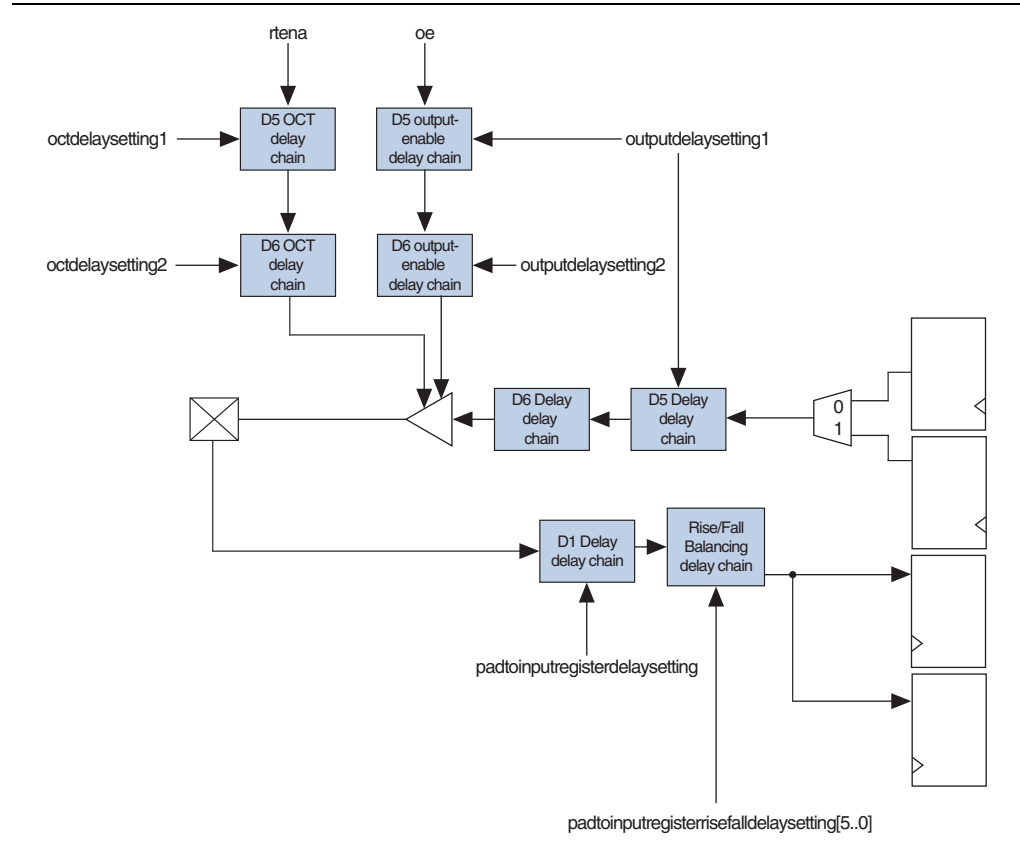 rtena
oe
octdelaysetting1
D5 OCT
delay
chain
D5 output-
enable
delay chain
outputdelaysetting1
octdelaysetting2
D6 OCT
delay
chain
D6 output-
enable
delay chain
outputdelaysetting2
D6 Delay
delay
chain
D5 Delay
delay
chain
0
1
D1 Delay
delay chain
Rise/Fall
Balancing
delay chain
padtoinputregisterdelaysetting
padtoinputregisterrisefalldelaysetting[5..0]